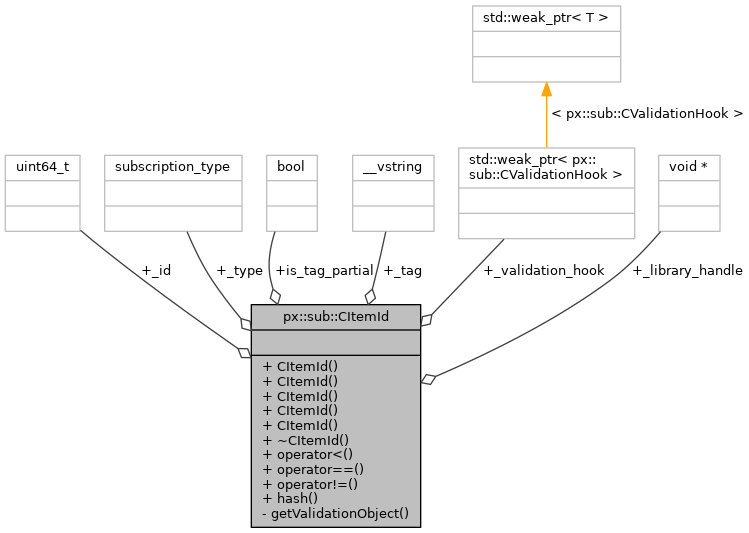 std::weak_ptr< T >
< px::sub::CValidationHook >
uint64_t
subscription_type
bool
__vstring
std::weak_ptr< px::
sub::CValidationHook >
void *
+_id
+_type
+is_tag_partial
+_tag
+_validation_hook
+_library_handle
px::sub::CItemId
+ CItemId()
+ CItemId()
+ CItemId()
+ CItemId()
+ CItemId()
+ ~CItemId()
+ operator<()
+ operator==()
+ operator!=()
+ hash()
- getValidationObject()